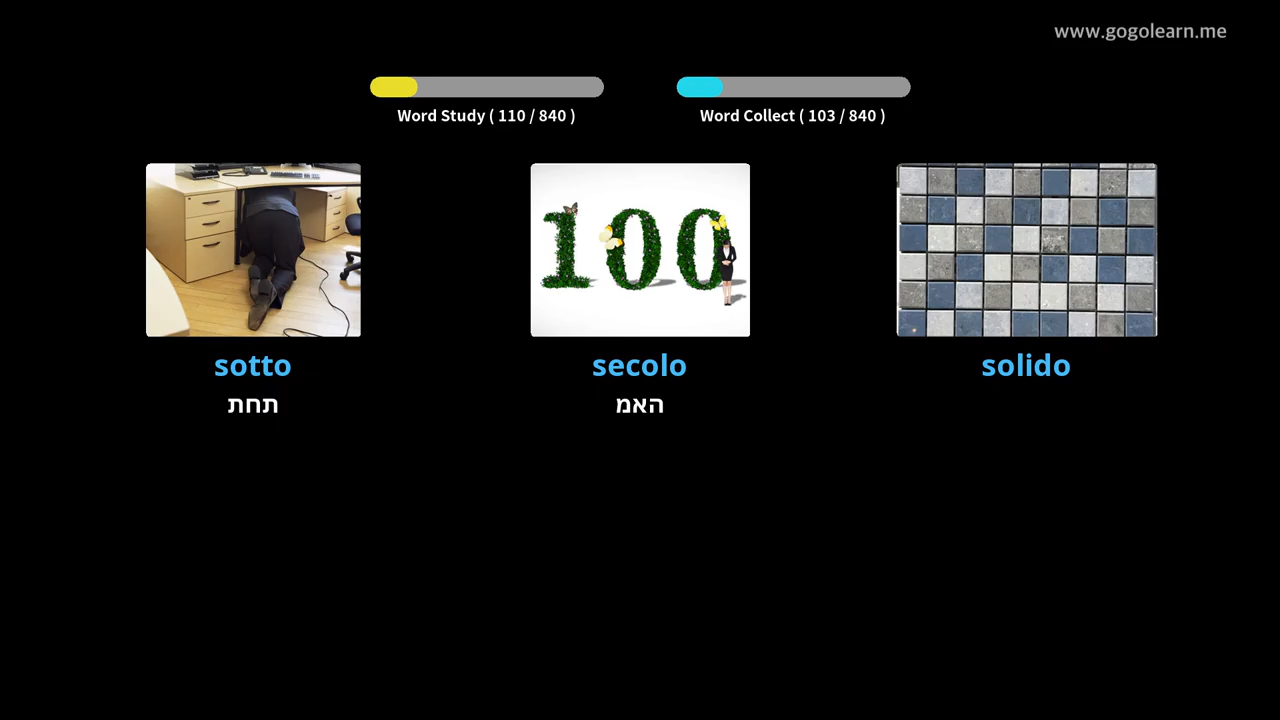 www.gogolearn.me
Word Study ( 110 / 840 )
Word Collect ( 103 / 840 )
100
sotto
secolo
solido
תחת
האמ